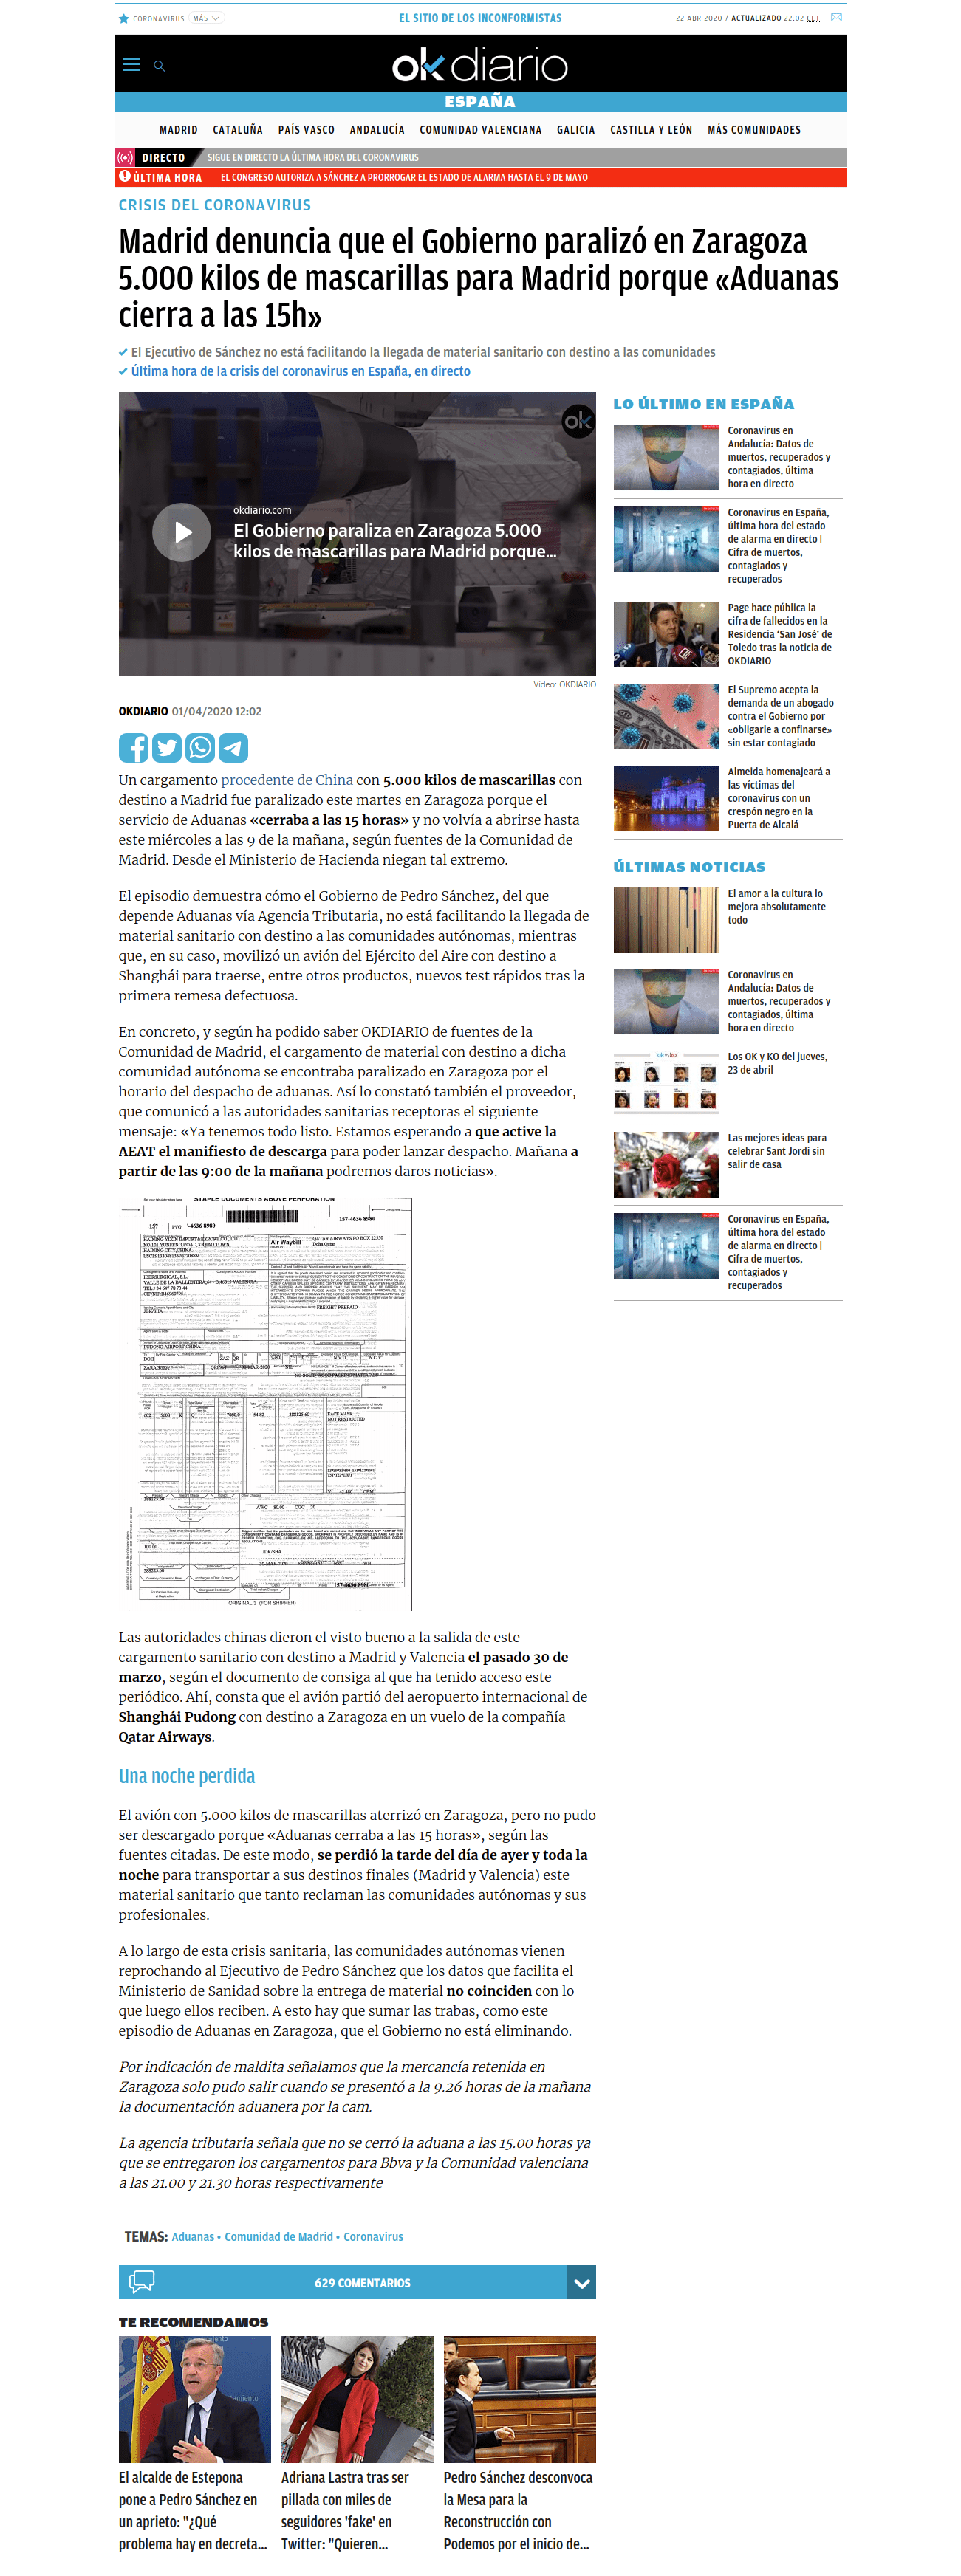 CORONAVIRUS MÁS
EL SITIO DE LOS INCONFORMISTAS
22 ABR 2020 / ACTUALIZADO 22:02 CET
okdiario
ESPAÑA
MADRID CATALUÑA PAÍS VASCO ANDALUCÍA COMUNIDAD VALENCIANA GALICIA CASTILLA Y LEÓN MÁS COMUNIDADES
DIRECTO SIGUE EN DIRECTO LA ÚLTIMA HORA DEL CORONAVIRUS
ÚLTIMA HORA EL CONGRESO AUTORIZA A SÁNCHEZ A PRORROGAR EL ESTADO DE ALARMA HASTA EL 9 DE MAYO
CRISIS DEL CORONAVIRUS
Madrid denuncia que el Gobierno paralizó en Zaragoza
5.000 kilos de mascarillas para Madrid porque «Aduanas
cierra a las 15h»
El Ejecutivo de Sánchez no está facilitando la llegada de material sanitario con destino a las comunidades
Última hora de la crisis del coronavirus en España, en directo
ok
okdiario.com
El Gobierno paraliza en Zaragoza 5.000
kilos de mascarillas para Madrid porque...
Vídeo: OKDIARIO
OKDIARIO 01/04/2020 12:02
Un cargamento procedente de China con 5.000 kilos de mascarillas con
destino a Madrid fue paralizado este martes en Zaragoza porque el
servicio de Aduanas «cerraba a las 15 horas» y no volvía a abrirse hasta
este miércoles a las 9 de la mañana, según fuentes de la Comunidad de
Madrid. Desde el Ministerio de Hacienda niegan tal extremo.
El episodio demuestra cómo el Gobierno de Pedro Sánchez, del que
depende Aduanas vía Agencia Tributaria, no está facilitando la llegada de
material sanitario con destino a las comunidades autónomas, mientras
que, en su caso, movilizó un avión del Ejército del Aire con destino a
Shanghái para traerse, entre otros productos, nuevos test rápidos tras la
primera remesa defectuosa.
En concreto, y según ha podido saber OKDIARIO de fuentes de la
Comunidad de Madrid, el cargamento de material con destino a dicha
comunidad autónoma se encontraba paralizado en Zaragoza por el
horario del despacho de aduanas. Así lo constató también el proveedor,
que comunicó a las autoridades sanitarias receptoras el siguiente
mensaje: «Ya tenemos todo listo. Estamos esperando a que active la
AEAT el manifiesto de descarga para poder lanzar despacho. Mañana a
partir de las 9:00 de la mañana podremos daros noticias».
STAPLE DOCUMENTS ABOVE PERFORATION
157 PVG -4636 8980
157-4636 8980
Air Waybill
QATAR AIRWAYS PO BOX 22550
Doha Qatar
IBERSURGICAL, S.L.
FREIGHT PREPAID
PUDONG AIRPORT,CHINA
DOH
ZAZ QR
CNY
N.V.D N.C.V
ZARAGOZA
NO SOLID WOOD PACKING MATERIALS
FACE MASK
NOT RESTRICTED
JDK/SHA
30-MAR-2020 SHANGHAI
157-4636 8980
ORIGINAL 3 (FOR SHIPPER)
Las autoridades chinas dieron el visto bueno a la salida de este
cargamento sanitario con destino a Madrid y Valencia el pasado 30 de
marzo, según el documento de consiga al que ha tenido acceso este
periódico. Ahí, consta que el avión partió del aeropuerto internacional de
Shanghái Pudong con destino a Zaragoza en un vuelo de la compañía
Qatar Airways.
Una noche perdida
El avión con 5.000 kilos de mascarillas aterrizó en Zaragoza, pero no pudo
ser descargado porque «Aduanas cerraba a las 15 horas», según las
fuentes citadas. De este modo, se perdió la tarde del día de ayer y toda la
noche para transportar a sus destinos finales (Madrid y Valencia) este
material sanitario que tanto reclaman las comunidades autónomas y sus
profesionales.
A lo largo de esta crisis sanitaria, las comunidades autónomas vienen
reprochando al Ejecutivo de Pedro Sánchez que los datos que facilita el
Ministerio de Sanidad sobre la entrega de material no coinciden con lo
que luego ellos reciben. A esto hay que sumar las trabas, como este
episodio de Aduanas en Zaragoza, que el Gobierno no está eliminando.
Por indicación de maldita señalamos que la mercancía retenida en
Zaragoza solo pudo salir cuando se presentó a la 9.26 horas de la mañana
la documentación aduanera por la cam.
La agencia tributaria señala que no se cerró la aduana a las 15.00 horas ya
que se entregaron los cargamentos para Bbva y la Comunidad valenciana
a las 21.00 y 21.30 horas respectivamente
TEMAS: Aduanas • Comunidad de Madrid • Coronavirus
629 COMENTARIOS
TE RECOMENDAMOS
El alcalde de Estepona
pone a Pedro Sánchez en
un aprieto: "¿Qué
problema hay en decreta...
Adriana Lastra tras ser
pillada con miles de
seguidores 'fake' en
Twitter: "Quieren...
Pedro Sánchez desconvoca
la Mesa para la
Reconstrucción con
Podemos por el inicio de...
LO ÚLTIMO EN ESPAÑA
Coronavirus en
Andalucía: Datos de
muertos, recuperados y
contagiados, última
hora en directo
Coronavirus en España,
última hora del estado
de alarma en directo |
Cifra de muertos,
contagiados y
recuperados
Page hace pública la
cifra de fallecidos en la
Residencia ‘San José’ de
Toledo tras la noticia de
OKDIARIO
El Supremo acepta la
demanda de un abogado
contra el Gobierno por
«obligarle a confinarse»
sin estar contagiado
Almeida homenajeará a
las víctimas del
coronavirus con un
crespón negro en la
Puerta de Alcalá
ÚLTIMAS NOTICIAS
El amor a la cultura lo
mejora absolutamente
todo
Coronavirus en
Andalucía: Datos de
muertos, recuperados y
contagiados, última
hora en directo
Los OK y KO del jueves,
23 de abril
Las mejores ideas para
celebrar Sant Jordi sin
salir de casa
Coronavirus en España,
última hora del estado
de alarma en directo |
Cifra de muertos,
contagiados y
recuperados